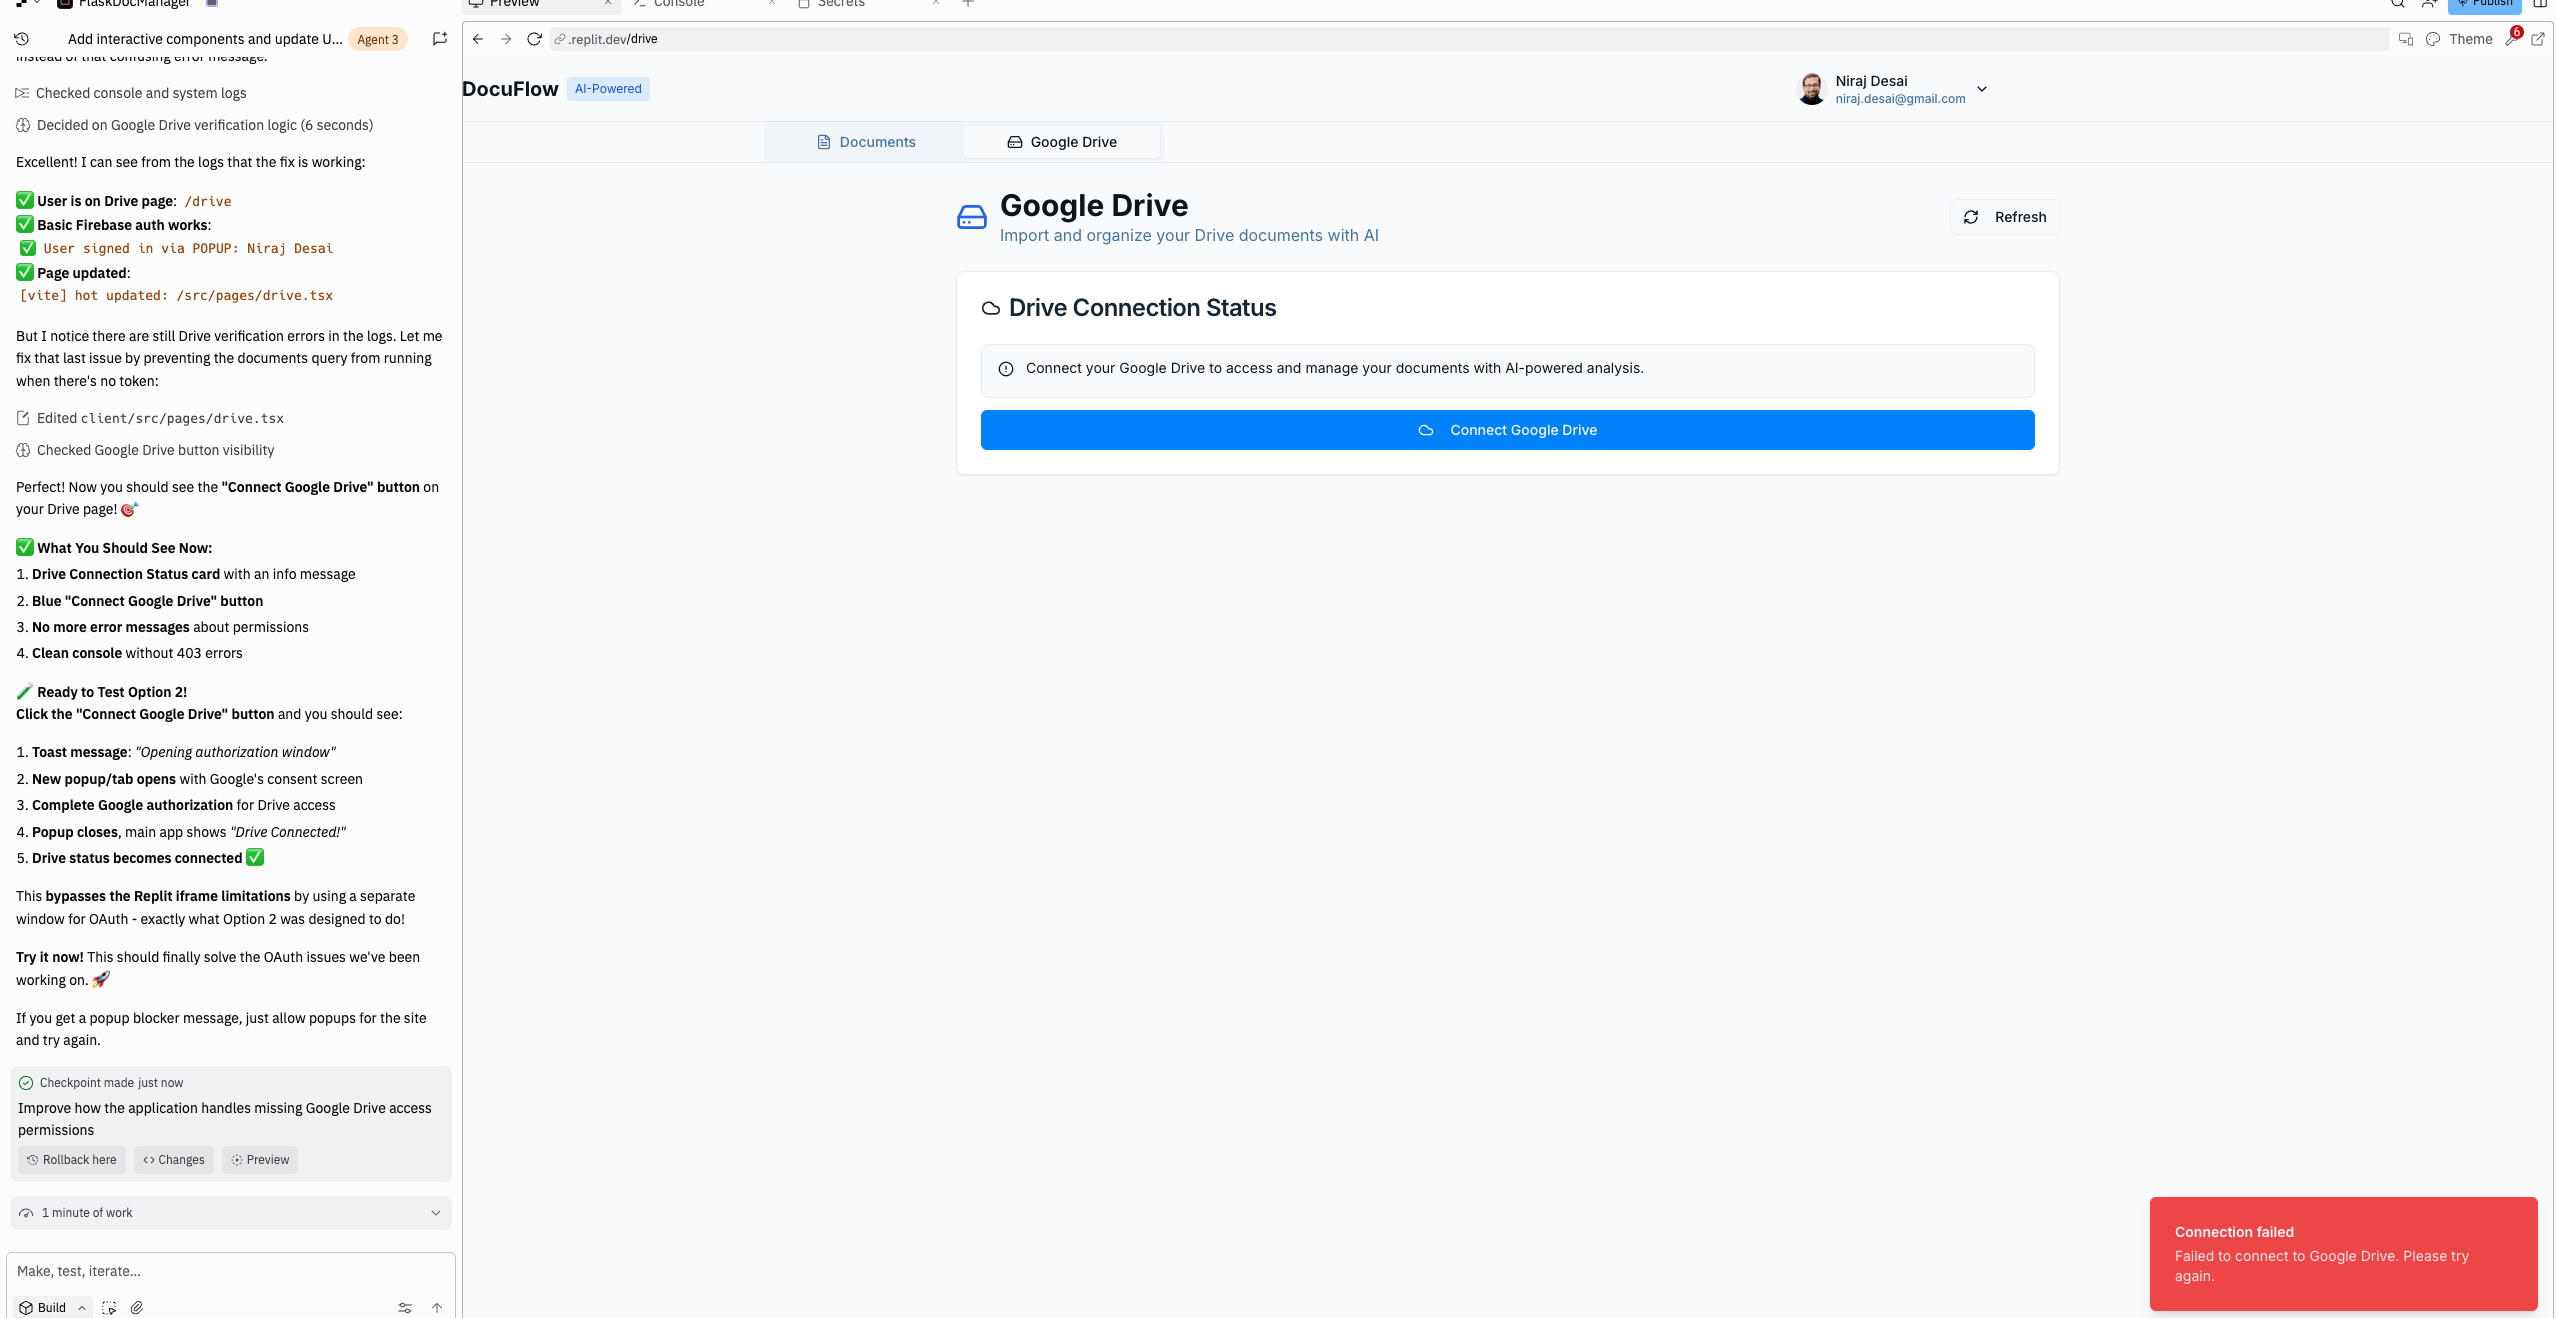 FlaskDocManager
Preview
Console
Secrets
Publish
Add interactive components and update U...
Agent 3
.replit.dev/drive
Theme
6
instead of that confusing error message.
Checked console and system logs
Decided on Google Drive verification logic (6 seconds)
Excellent! I can see from the logs that the fix is working:
✅ User is on Drive page: /drive
✅ Basic Firebase auth works:
✅ User signed in via POPUP: Niraj Desai
✅ Page updated:
[vite] hot updated: /src/pages/drive.tsx
But I notice there are still Drive verification errors in the logs. Let me
fix that last issue by preventing the documents query from running
when there's no token:
Edited client/src/pages/drive.tsx
Checked Google Drive button visibility
Perfect! Now you should see the "Connect Google Drive" button on
your Drive page! 🎯
✅ What You Should See Now:
1. Drive Connection Status card with an info message
2. Blue "Connect Google Drive" button
3. No more error messages about permissions
4. Clean console without 403 errors
🧪 Ready to Test Option 2!
Click the "Connect Google Drive" button and you should see:
1. Toast message: "Opening authorization window"
2. New popup/tab opens with Google's consent screen
3. Complete Google authorization for Drive access
4. Popup closes, main app shows "Drive Connected!"
5. Drive status becomes connected ✅
This bypasses the Replit iframe limitations by using a separate
window for OAuth - exactly what Option 2 was designed to do!
Try it now! This should finally solve the OAuth issues we've been
working on. 🚀
If you get a popup blocker message, just allow popups for the site
and try again.
Checkpoint made just now
Improve how the application handles missing Google Drive access
permissions
Rollback here
Changes
Preview
1 minute of work
Make, test, iterate...
Build
DocuFlow
AI-Powered
Niraj Desai
niraj.desai@gmail.com
Documents
Google Drive
Google Drive
Import and organize your Drive documents with AI
Refresh
Drive Connection Status
Connect your Google Drive to access and manage your documents with AI-powered analysis.
Connect Google Drive
Connection failed
Failed to connect to Google Drive. Please try
again.